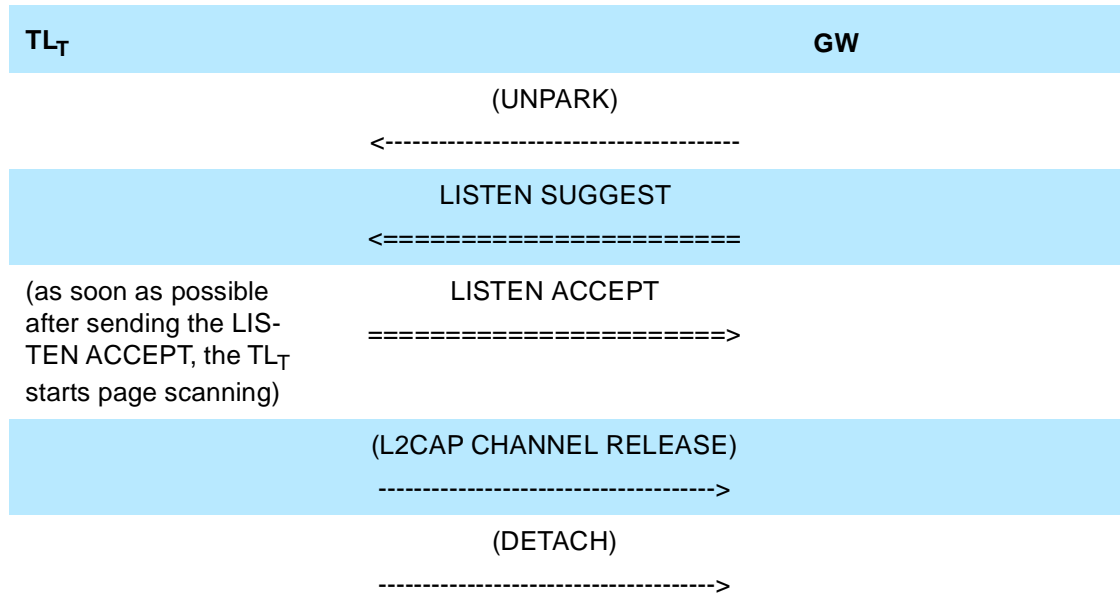 TLT GW
(UNPARK)
<---------------------------------------
LISTEN SUGGEST
<=======================
(as soon as possible
after sending the LIS-
TEN ACCEPT, the TLT
starts page scanning)
LISTEN ACCEPT
=======================>
(L2CAP CHANNEL RELEASE)
------------------------------------->
(DETACH)
------------------------------------->